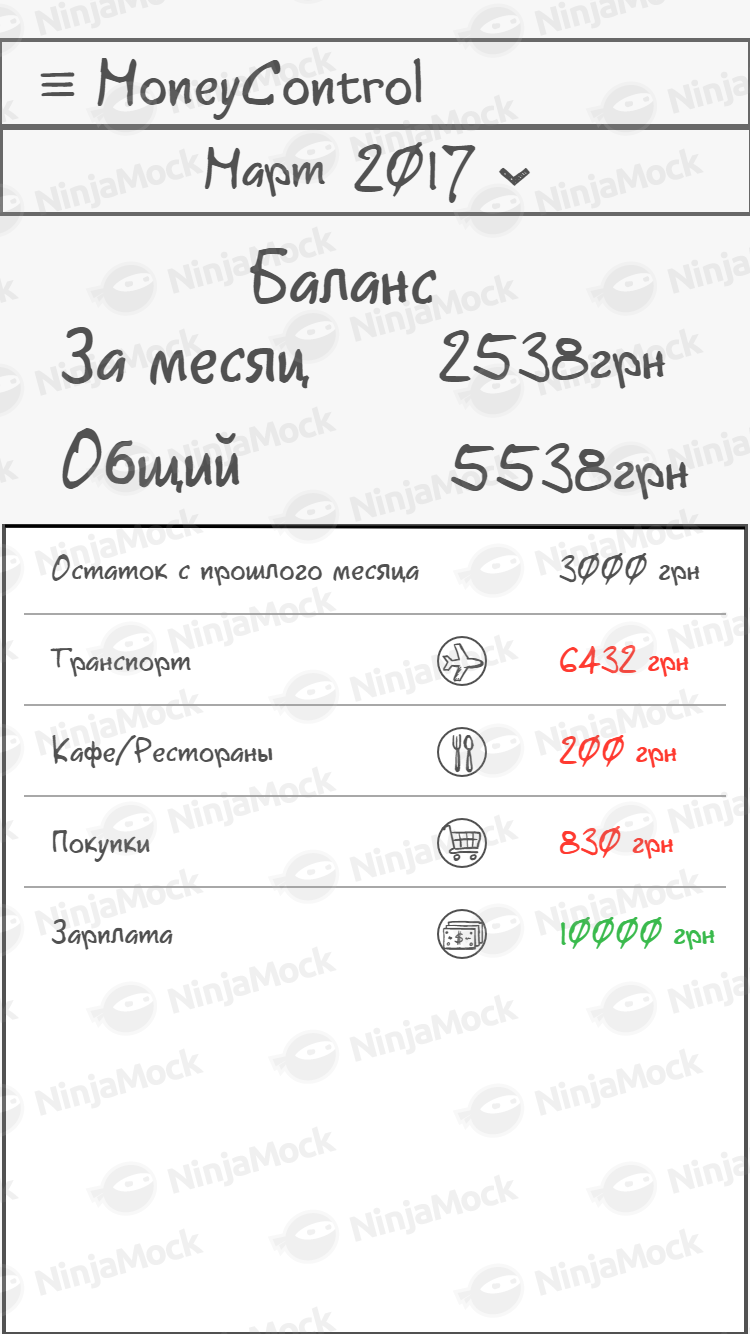 MoneyControl
Март 2017
Баланс
За месяц 2538грн
Общий 5538грн
Остаток с прошлого месяца 3000 грн
Транспорт 6432 грн
Кафе/Рестораны 200 грн
Покупки 830 грн
Зарплата 10000 грн
NinjaMock